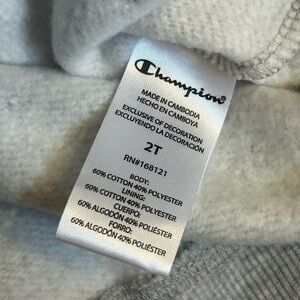 Champion
MADE IN CAMBODIA
HECHO EN CAMBOYA
EXCLUSIVE OF DECORATION
EXCLUYENDO LA DECORACIÓN
2T
RN#168121
BODY:
60% COTTON 40% POLYESTER
LINING:
60% COTTON 40% POLYESTER
CUERPO:
60% ALGODÓN 40% POLIÉSTER
FORRO:
60% ALGODÓN 40% POLIÉSTER